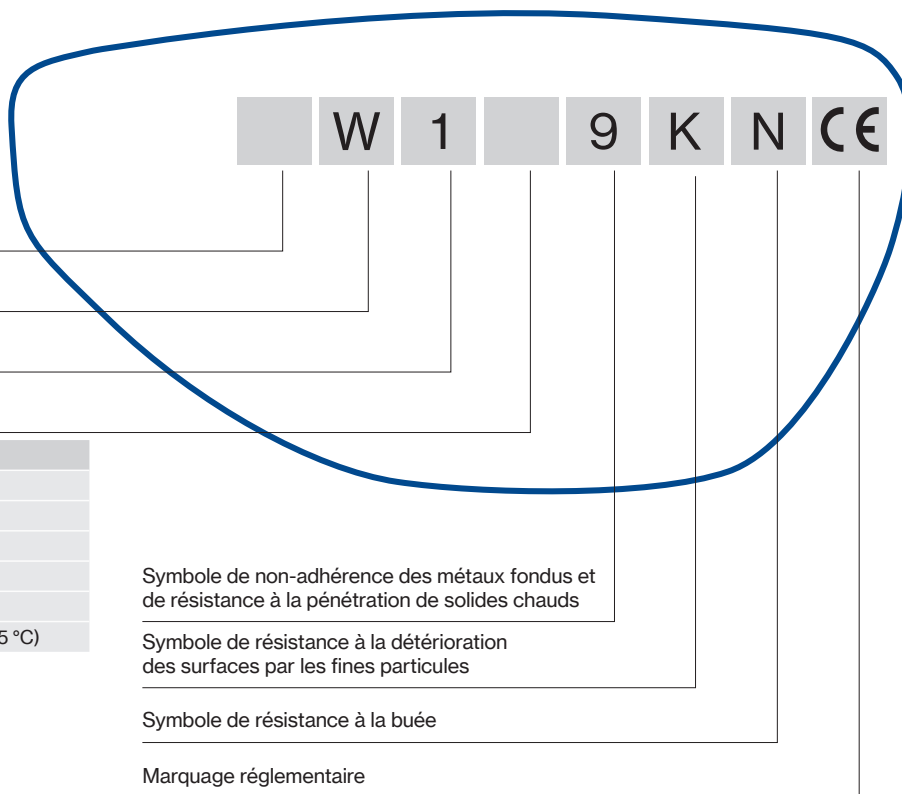 W 1 9 K N CE
5 °C)
Symbole de non-adhérence des métaux fondus et
de résistance à la pénétration de solides chauds
Symbole de résistance à la détérioration
des surfaces par les fines particules
Symbole de résistance à la buée
Marquage réglementaire